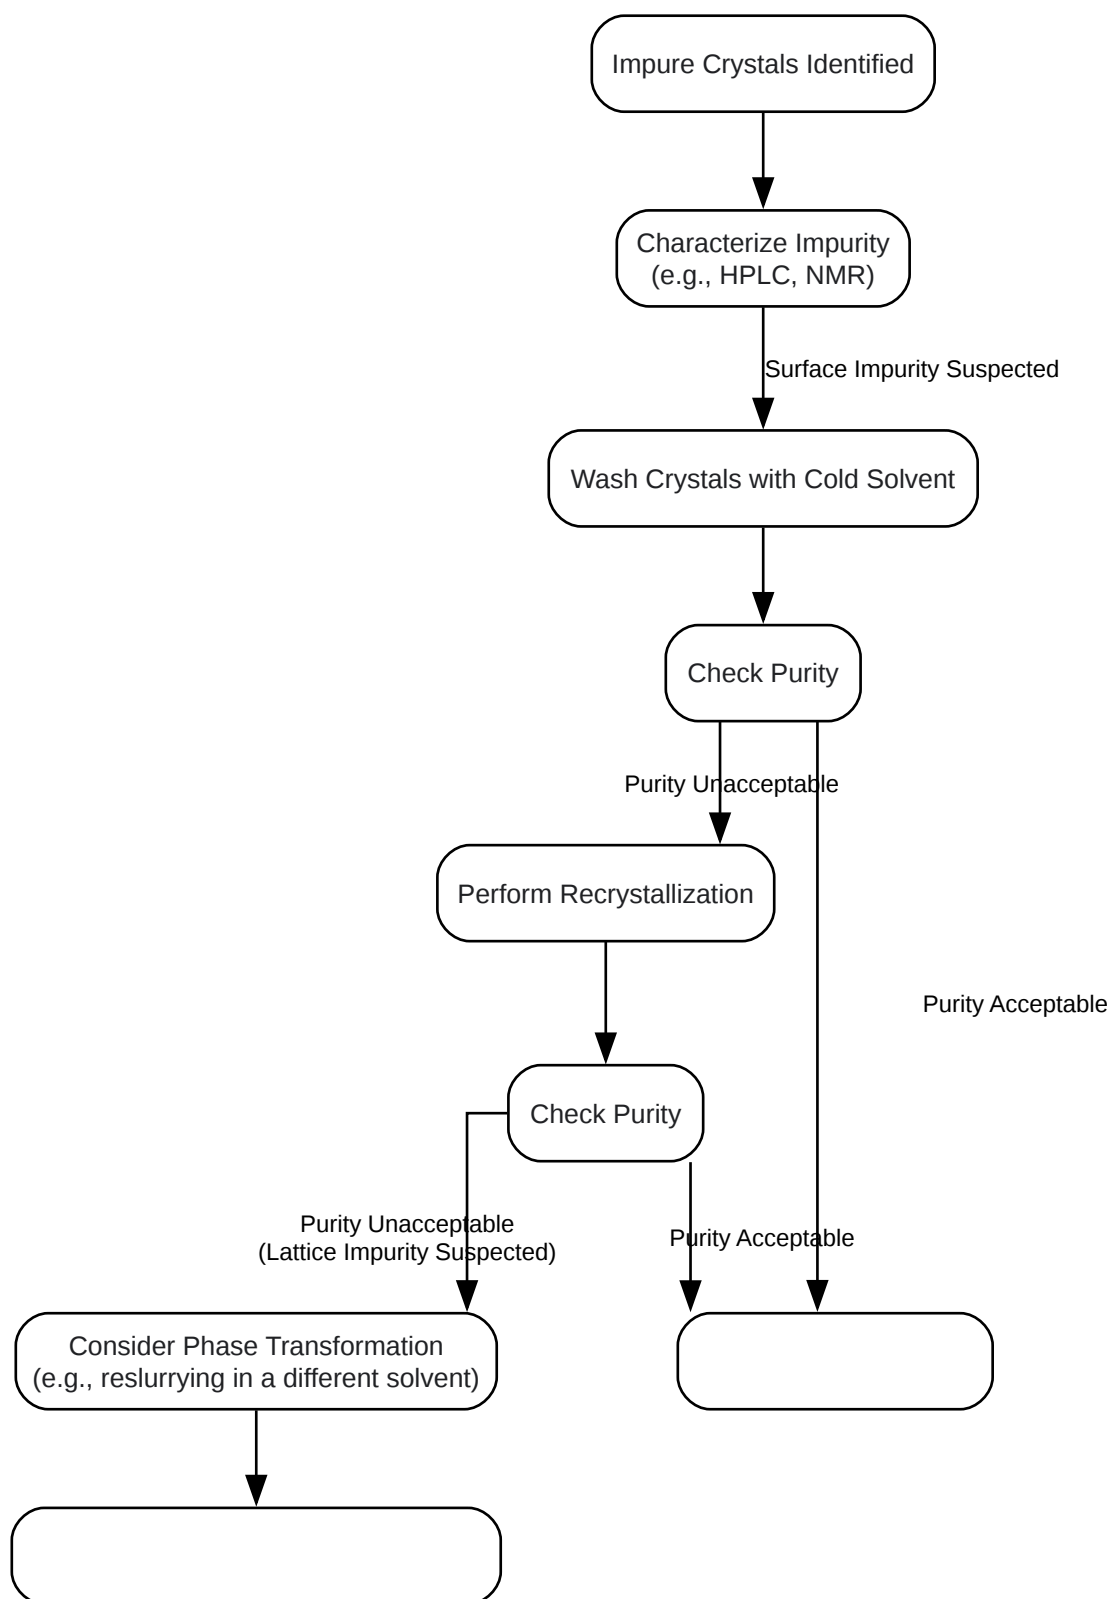 Impure Crystals Identified
Characterize Impurity
(e.g., HPLC, NMR)
Surface Impurity Suspected
Wash Crystals with Cold Solvent
Check Purity
Purity Unacceptable
Perform Recrystallization
Purity Acceptable
Check Purity
Purity Unacceptable
(Lattice Impurity Suspected)
Purity Acceptable
Consider Phase Transformation
(e.g., reslurrying in a different solvent)